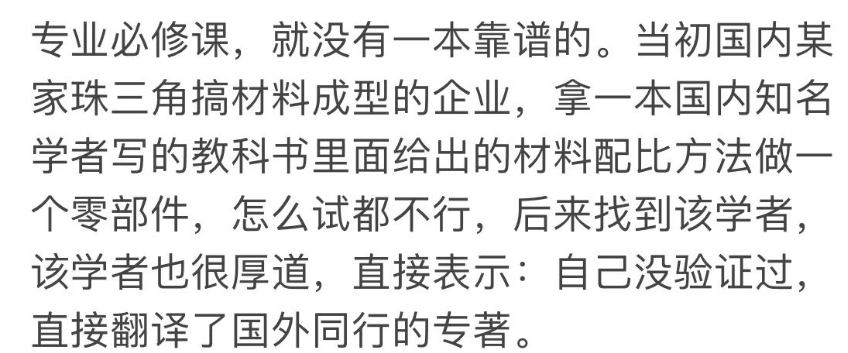 专业必修课，就没有一本靠谱的。当初国内某
家珠三角搞材料成型的企业，拿一本国内知名
学者写的教科书里面给出的材料配比方法做一
个零部件，怎么试都不行，后来找到该学者，
该学者也很厚道，直接表示：自己没验证过，
直接翻译了国外同行的专著。